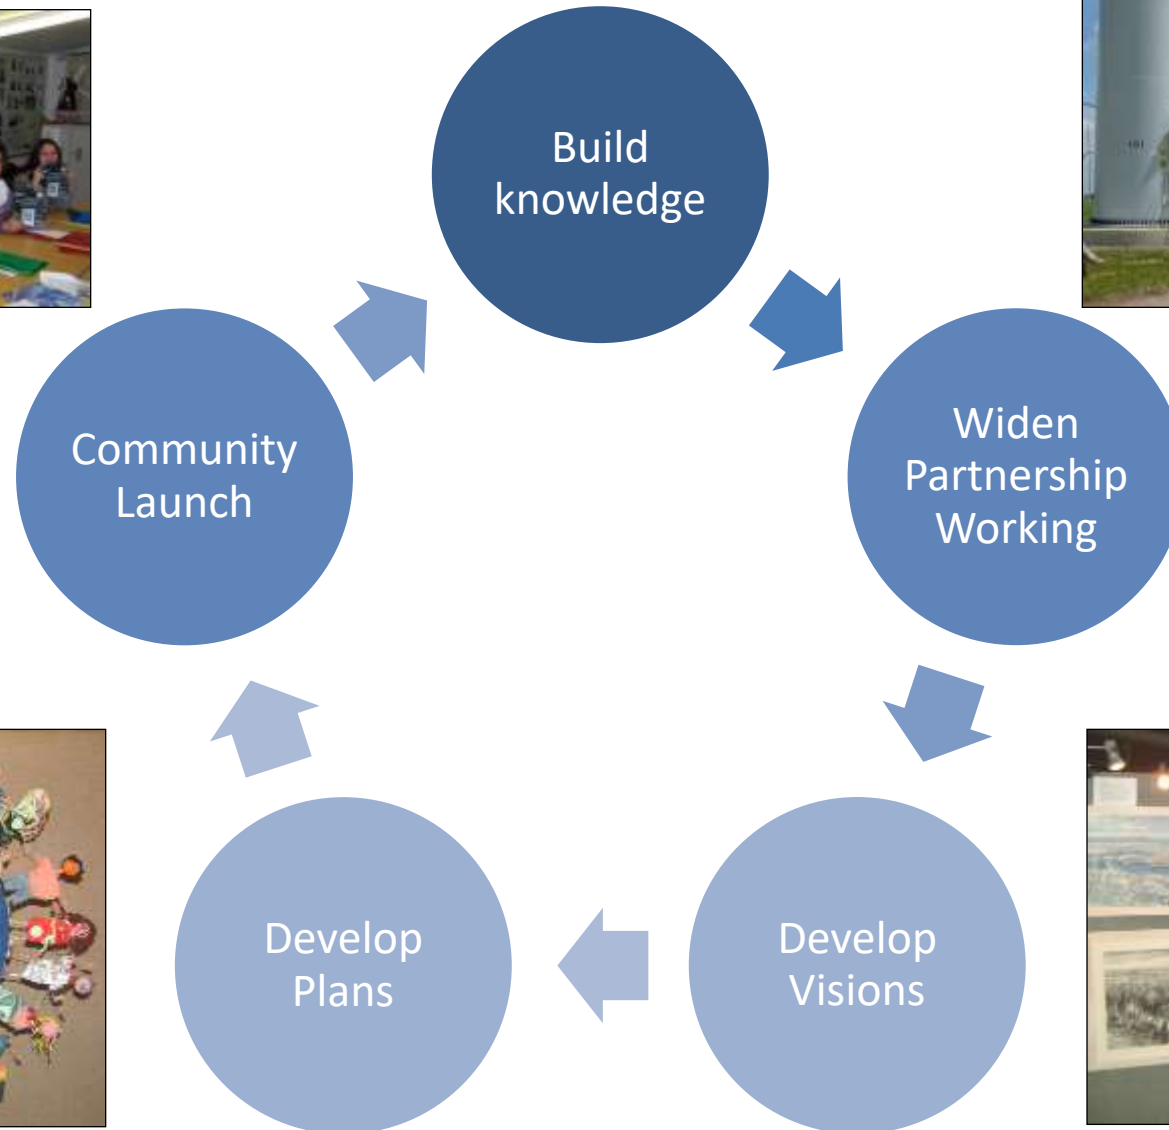 Build
knowledge
Widen
Partnership
Working
Develop
Visions
Develop
Plans
Community
Launch